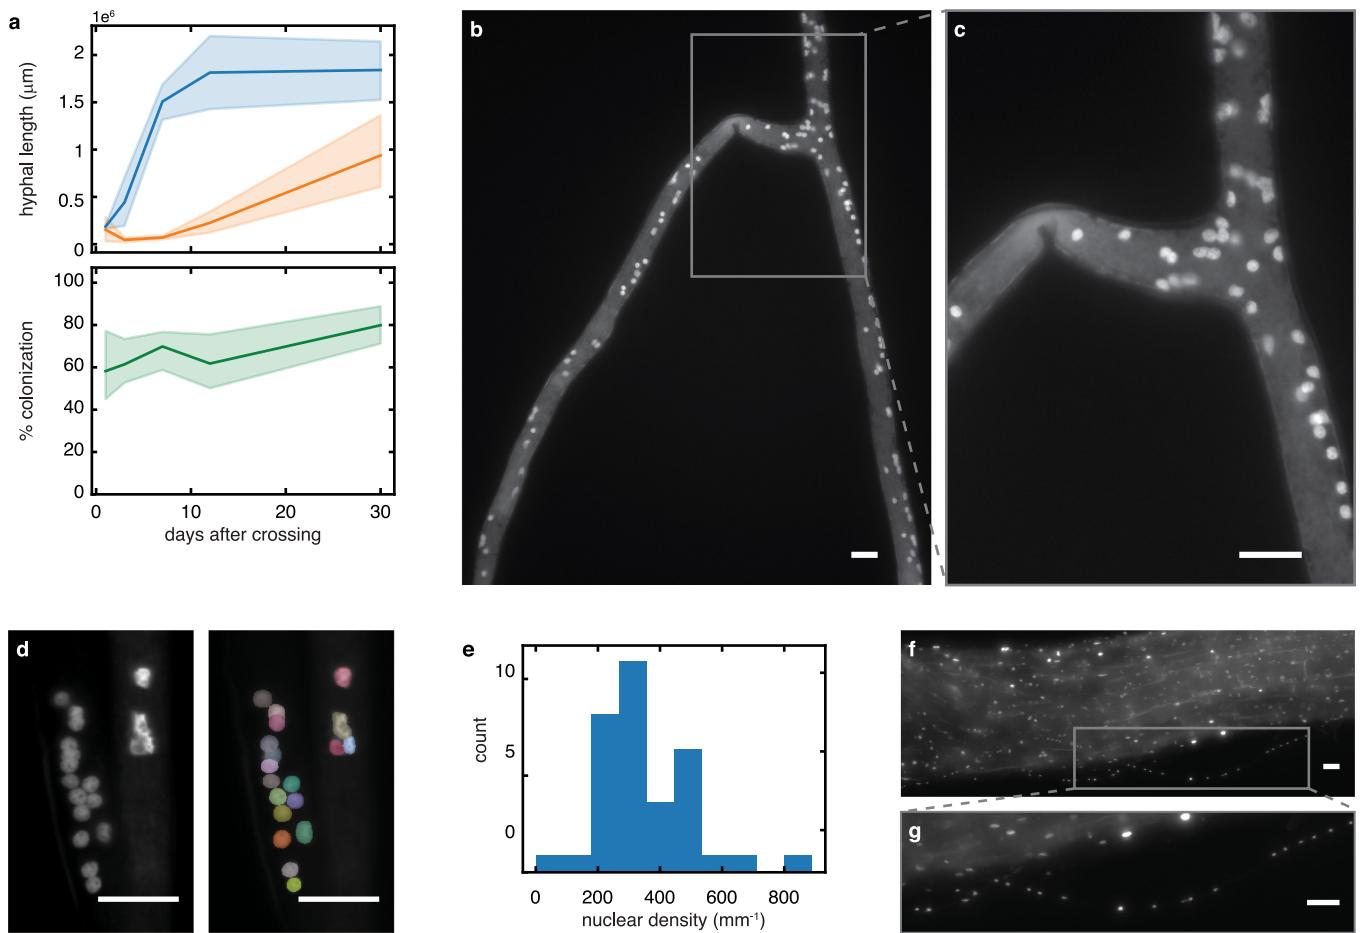 a
1e⁶
2
1.5
1
0.5
0
hyphal length (μm)
100
80
60
40
20
0
% colonization
0 10 20 30
days after crossing
b
c
d
e
10
5
0
count
0 200 400 600 800
nuclear density (mm⁻¹)
f
g